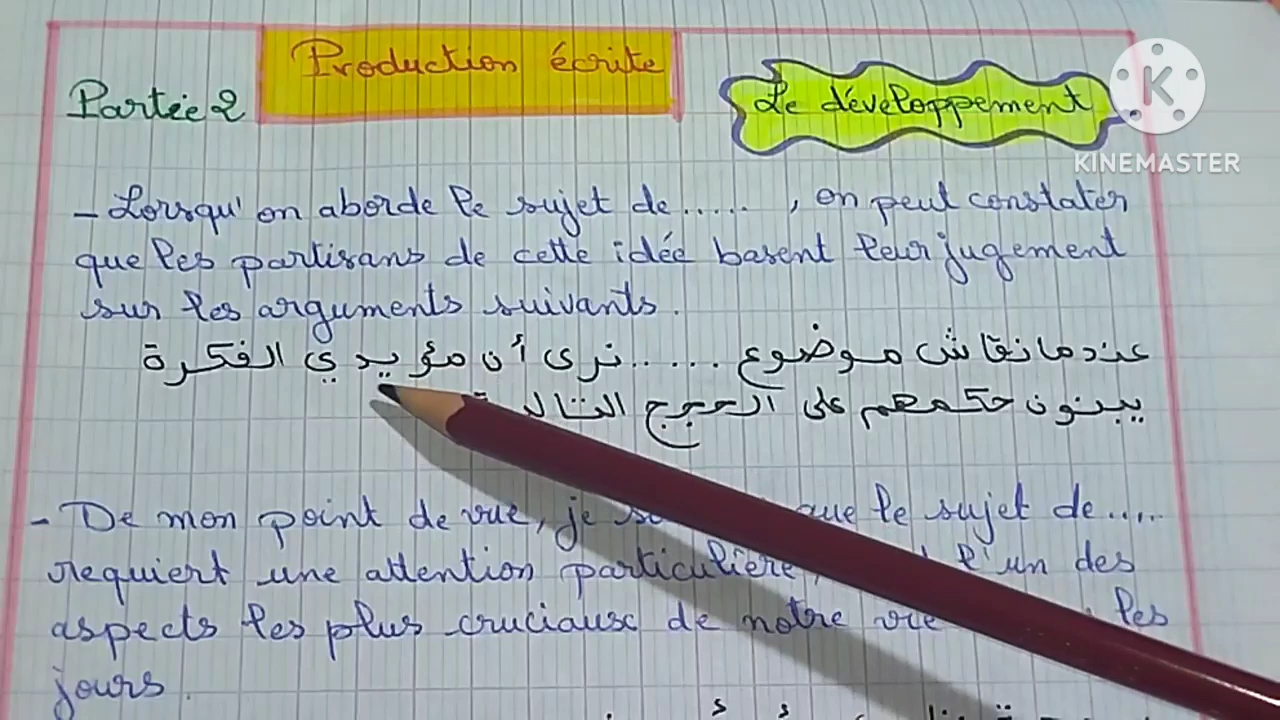 Production écrite
Partie 2
Le développement
K
KINEMASTER
- Lorsqu'on aborde le sujet de ..... , on peut constater
que les partisans de cette idée basent leur jugement
sur les arguments suivants.
عندما نقاش موضوع ..... نرى أن مؤيدي الفكرة
يبنون حكمهم على الحجج
- De mon point de vue, je que le sujet de .....
requiert une attention particulière, l'un des
aspects les plus cruciaux de notre vie les
jours.